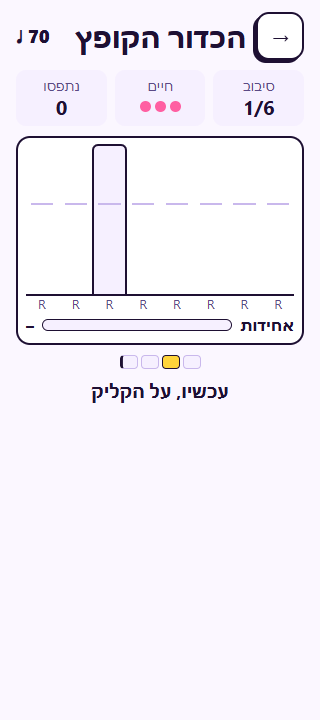 → הכדור הקופץ 70 ♩
סיבוב חיים נתפסו
1/6 0
R R R R R R R R
אחידות –
עכשיו, על הקליק